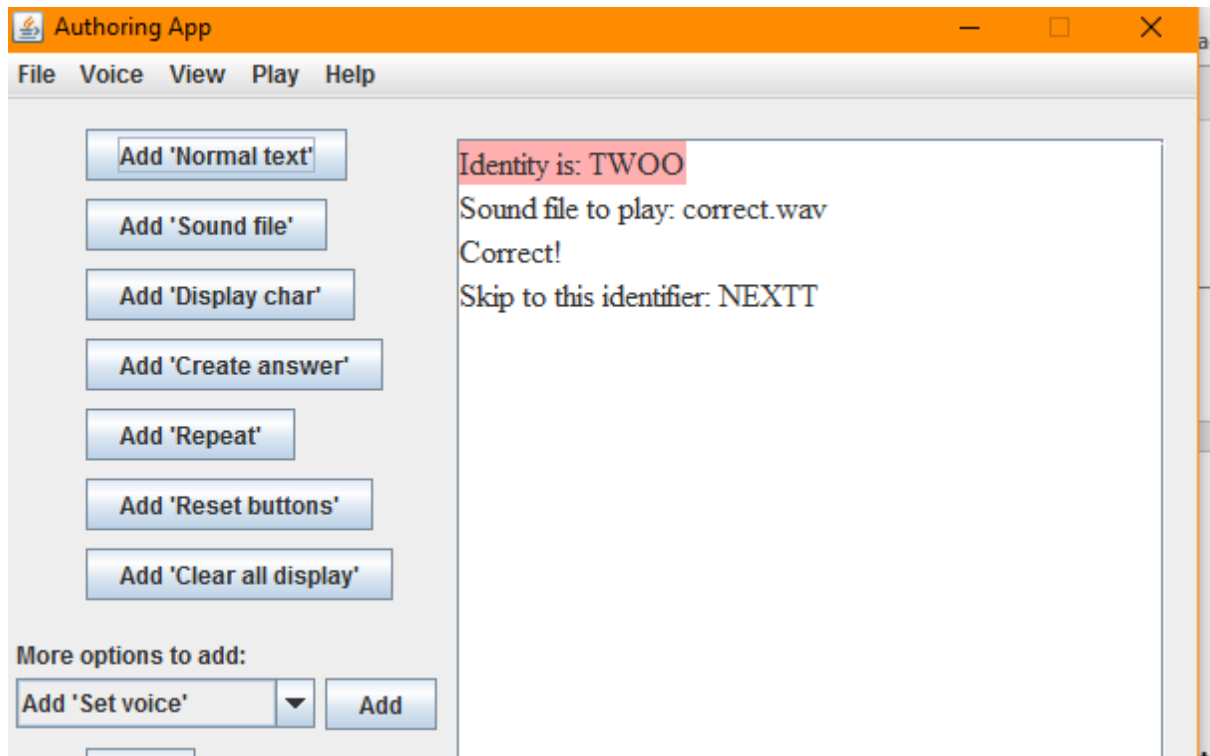 Authoring App
File Voice View Play Help
Add 'Normal text'
Add 'Sound file'
Add 'Display char'
Add 'Create answer'
Add 'Repeat'
Add 'Reset buttons'
Add 'Clear all display'
More options to add:
Add 'Set voice'
Add
Identity is: TWOO
Sound file to play: correct.wav
Correct!
Skip to this identifier: NEXTT